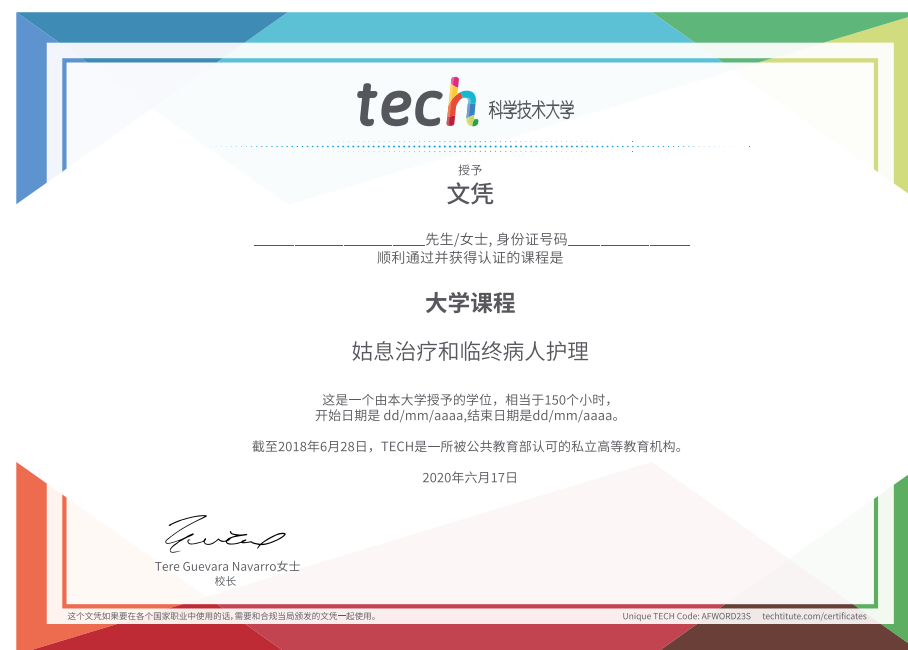 tech 科学技术大学
授予
文凭
先生/女士, 身份证号码
顺利通过并获得认证的课程是
大学课程
姑息治疗和临终病人护理
这是一个由本大学授予的学位，相当于150个小时，
开始日期是 dd/mm/aaaa,结束日期是dd/mm/aaaa。
截至2018年6月28日，TECH是一所被公共教育部认可的私立高等教育机构。
2020年六月17日
Tere Guevara Navarro女士
校长
这个文凭如果要在各个国家职业中使用的话,需要和合规当局颁发的文凭一起使用。
Unique TECH Code: AFWORD235 techtitute.com/certificates